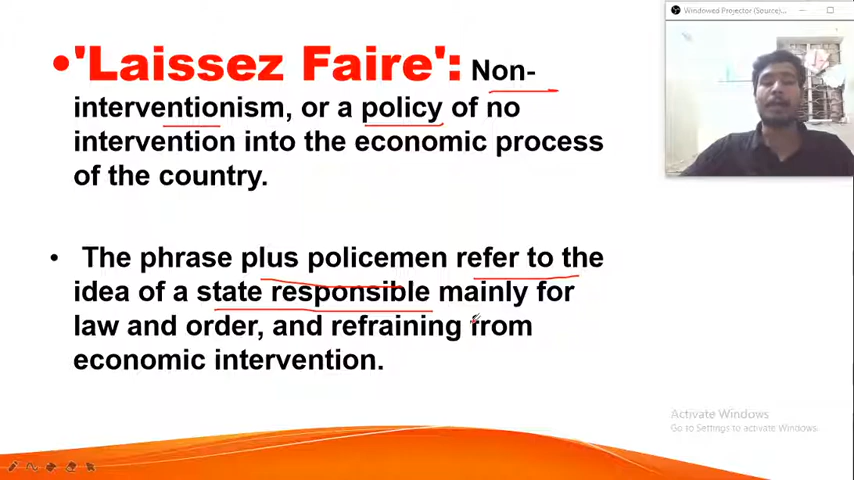 Windowed Projector (Source)...
•'Laissez Faire': Non-
interventionism, or a policy of no
intervention into the economic process
of the country.
• The phrase plus policemen refer to the
idea of a state responsible mainly for
law and order, and refraining from
economic intervention.
Activate Windows
Go to Settings to activate Windows.